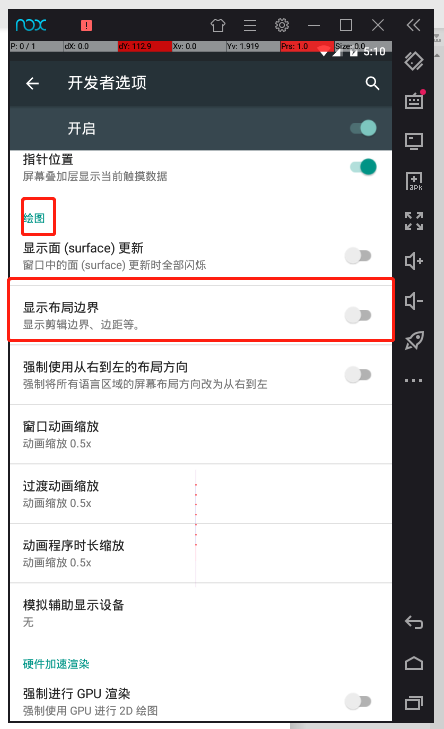 nox
P: 0 / 1 dX: 0.0 dY: 112.9 Xv: 0.0 Yv: 1.919 Prs: 1.0 Size: 0.0
5:10
开发者选项
开启
指针位置
屏幕叠加层显示当前触摸数据
绘图
显示面 (surface) 更新
窗口中的面 (surface) 更新时全部闪烁
显示布局边界
显示剪辑边界、边距等。
强制使用从右到左的布局方向
强制将所有语言区域的屏幕布局方向改为从右到左
窗口动画缩放
动画缩放 0.5x
过渡动画缩放
动画缩放 0.5x
动画程序时长缩放
动画缩放 0.5x
模拟辅助显示设备
无
硬件加速渲染
强制进行 GPU 渲染
强制使用 GPU 进行 2D 绘图
3Pk